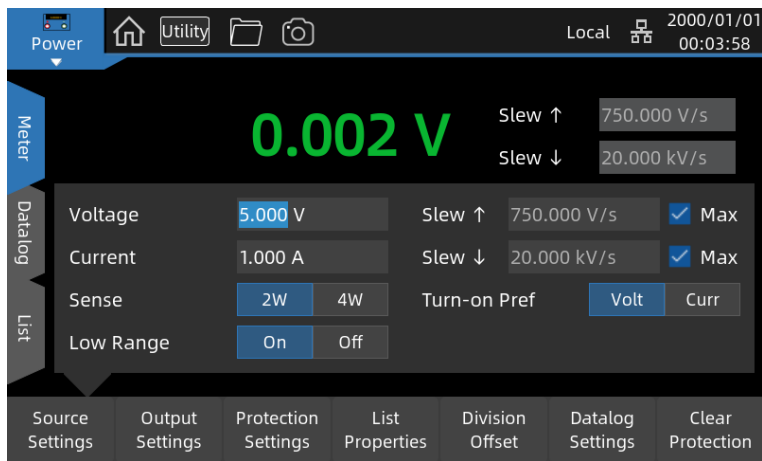 Power Utility Local 2000/01/01
00:03:58
Meter
0.002 V
Slew ↑ 750.000 V/s
Slew ↓ 20.000 kV/s
Datalog
Voltage 5.000 V Slew ↑ 750.000 V/s Max
Current 1.000 A Slew ↓ 20.000 kV/s Max
Sense 2W 4W Turn-on Pref Volt Curr
List
Low Range On Off
Source Settings
Output Settings
Protection Settings
List Properties
Division Offset
Datalog Settings
Clear Protection